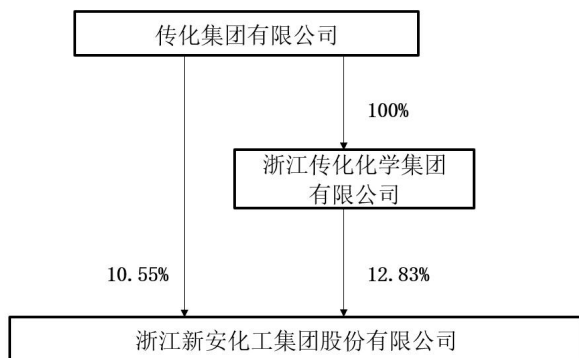 传化集团有限公司
100%
浙江传化化学集团
有限公司
10.55%
12.83%
浙江新安化工集团股份有限公司